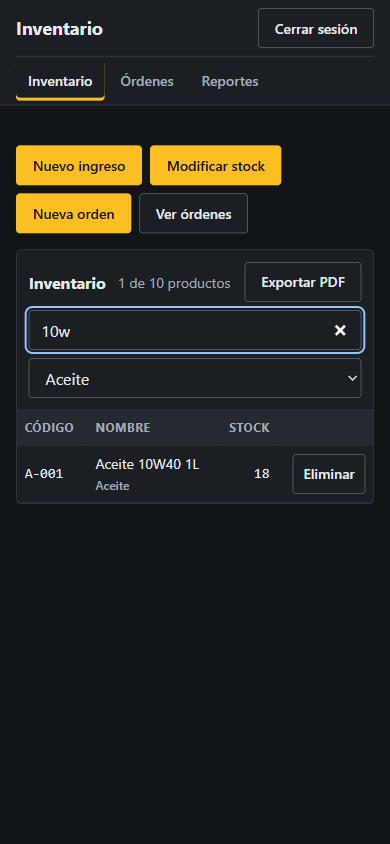 Inventario
Cerrar sesión
Inventario Órdenes Reportes
Nuevo ingreso Modificar stock
Nueva orden Ver órdenes
Inventario 1 de 10 productos Exportar PDF
10w
Aceite
CÓDIGO NOMBRE STOCK
A-001 Aceite 10W40 1L 18 Eliminar
Aceite